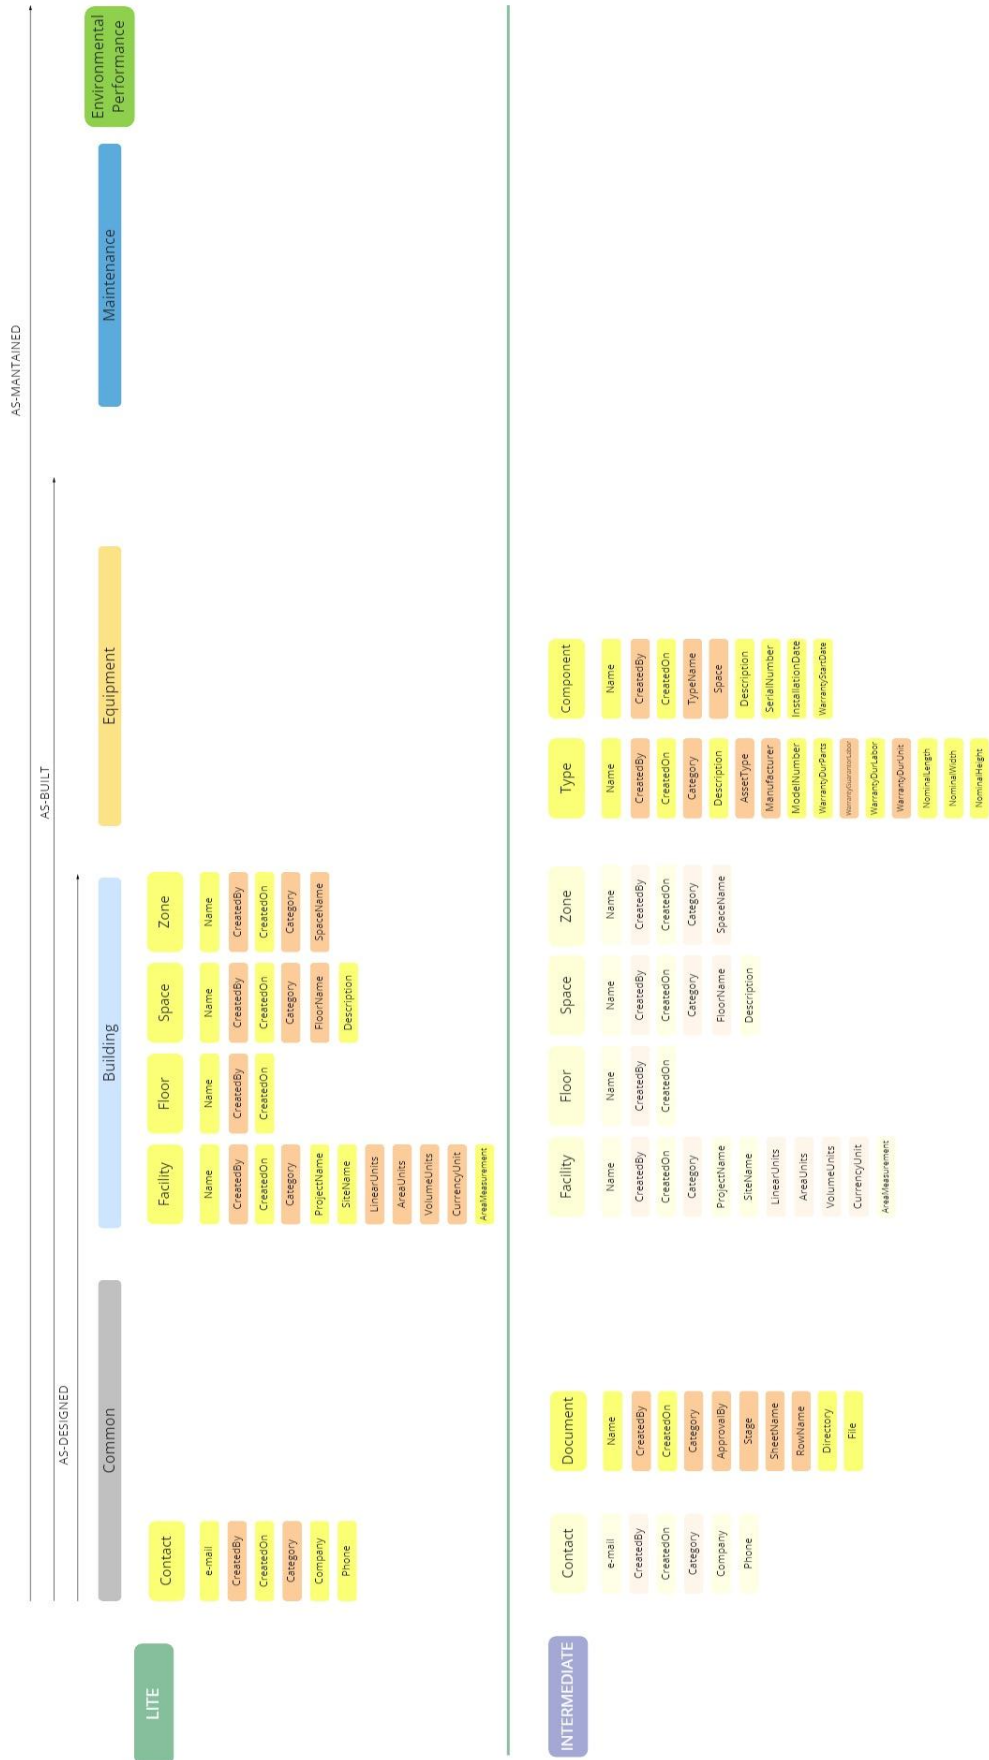 AS-MANTAINED
AS-BUILT
AS-DESIGNED
Common
Building
Equipment
Maintenance
Environmental
Performance
LITE
Contact
e-mail
CreatedBy
CreatedOn
Category
Company
Phone
Facility
Name
CreatedBy
CreatedOn
Category
ProjectName
SiteName
LinearUnits
AreaUnits
VolumeUnits
CurrencyUnit
AreaMeasurement
Floor
Name
CreatedBy
CreatedOn
Space
Name
CreatedBy
CreatedOn
Category
FloorName
Description
Zone
Name
CreatedBy
CreatedOn
Category
SpaceName
INTERMEDIATE
Contact
e-mail
CreatedBy
CreatedOn
Category
Company
Phone
Document
Name
CreatedBy
CreatedOn
Category
ApprovalBy
Stage
SheetName
RowName
Directory
File
Facility
Name
CreatedBy
CreatedOn
Category
ProjectName
SiteName
LinearUnits
AreaUnits
VolumeUnits
CurrencyUnit
AreaMeasurement
Floor
Name
CreatedBy
CreatedOn
Space
Name
CreatedBy
CreatedOn
Category
FloorName
Description
Zone
Name
CreatedBy
CreatedOn
Category
SpaceName
Type
Name
CreatedBy
CreatedOn
Category
Description
AssetType
Manufacturer
ModelNumber
WarrantyDurParts
WarrantyGuarantorLabor
WarrantyDurLabor
WarrantyDurUnit
NominalLength
NominalWidth
NominalHeight
Component
Name
CreatedBy
CreatedOn
TypeName
Space
Description
SerialNumber
InstallationDate
WarrantyStartDate